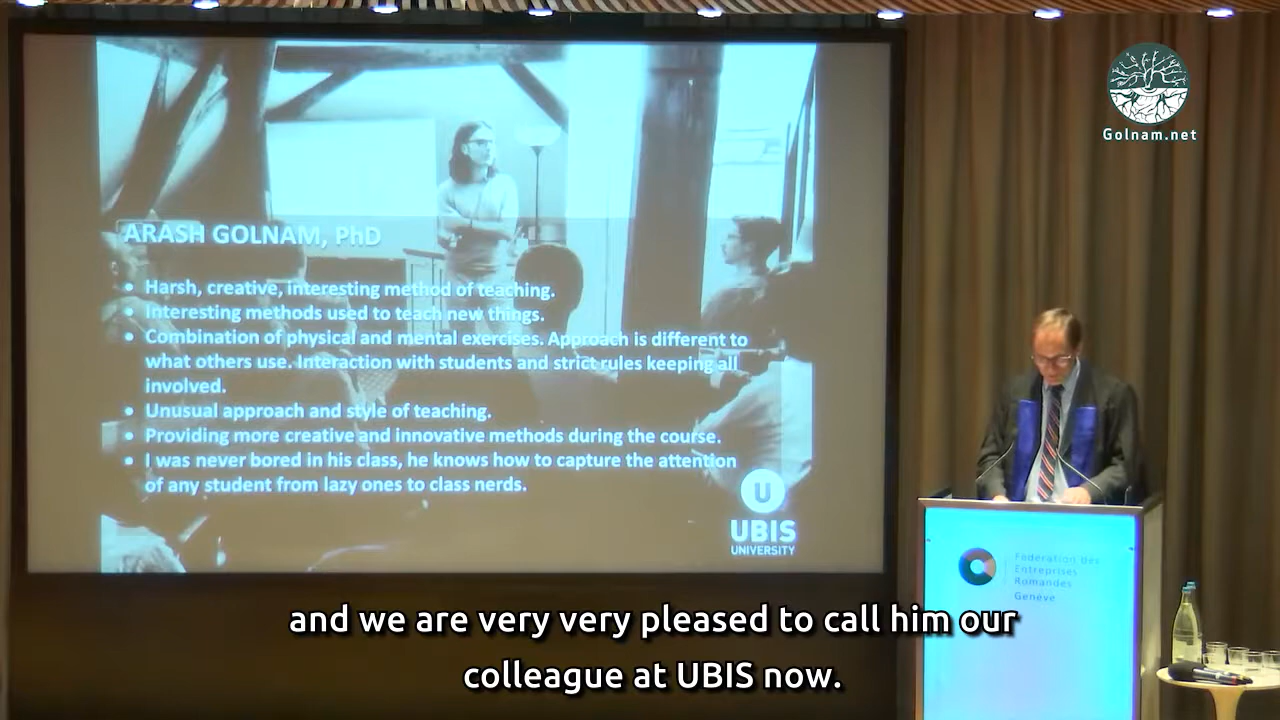 Golnam.net
ARASH GOLNAM, PhD
• Harsh, creative, interesting method of teaching.
• Interesting methods used to teach new things.
• Combination of physical and mental exercises. Approach is different to
what others use. Interaction with students and strict rules keeping all
involved.
• Unusual approach and style of teaching.
• Providing more creative and innovative methods during the course.
• I was never bored in his class, he knows how to capture the attention
of any student from lazy ones to class nerds.
U
UBIS
UNIVERSITY
Fédération des
Entreprises
Romandes
Genève
and we are very very pleased to call him our
colleague at UBIS now.